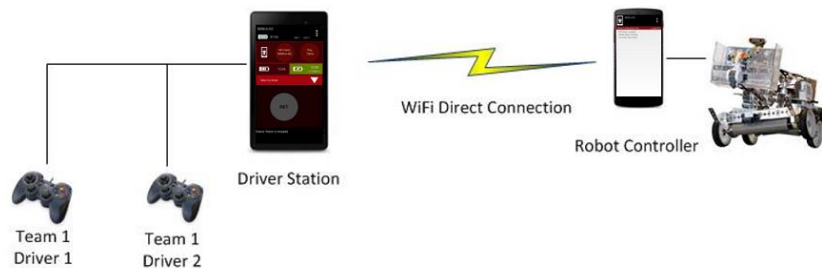 WiFi Direct Connection
Robot Controller
Driver Station
Team 1
Driver 1
Team 1
Driver 2